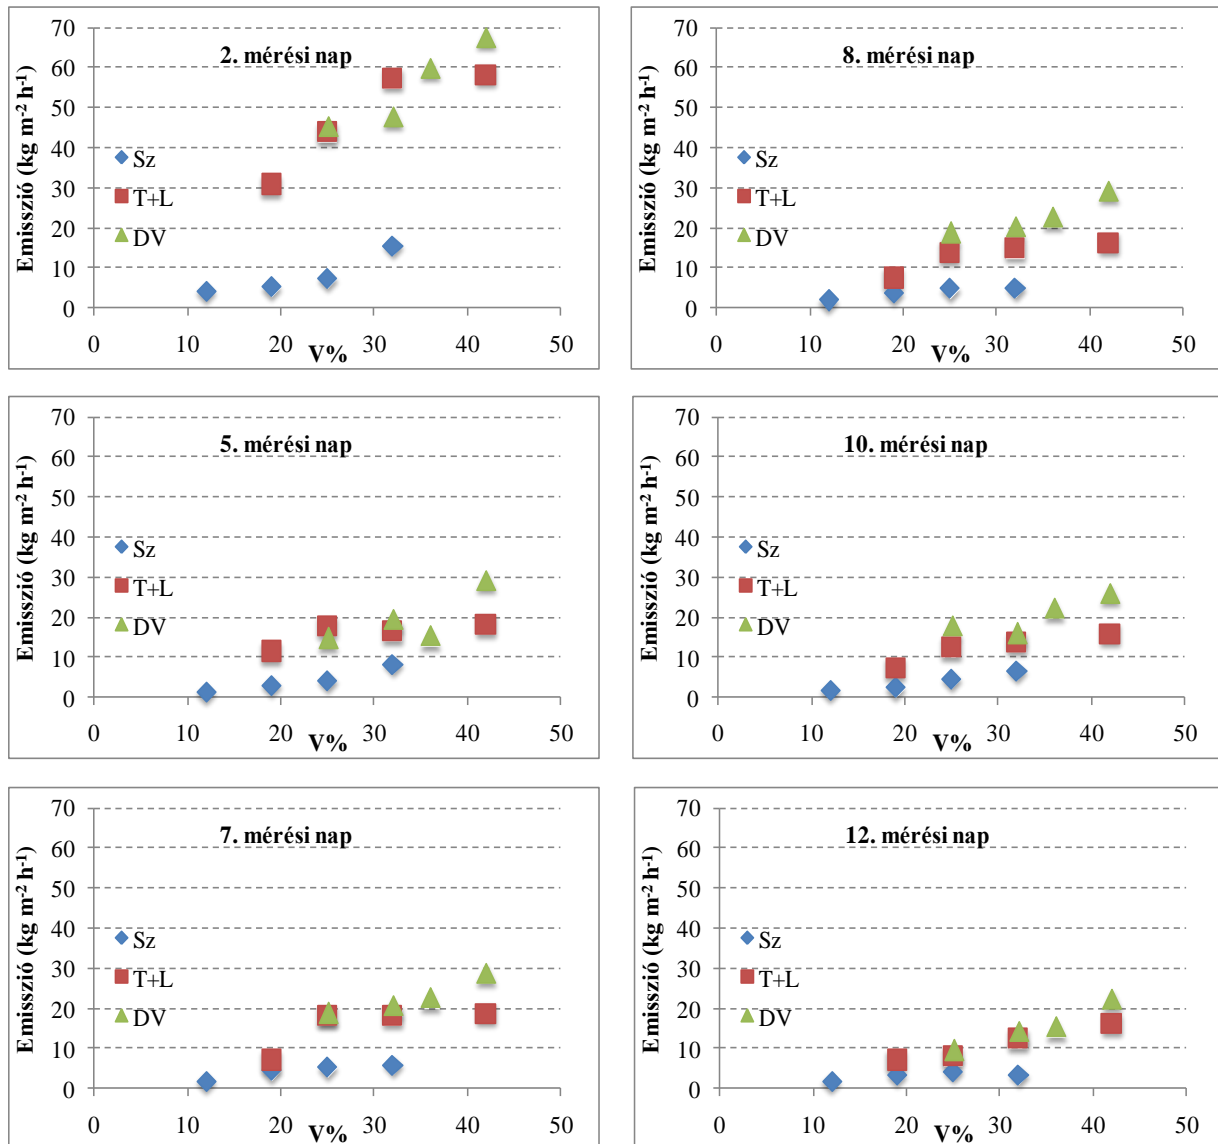 2. mérési nap
Emisszió (kg m-2 h-1)
70
60
50
40
30
20
10
0
Sz
T+L
DV
0 10 20 30 40 50
V%
8. mérési nap
Emisszió (kg m-2 h-1)
70
60
50
40
30
20
10
0
Sz
T+L
DV
0 10 20 30 40 50
V%
5. mérési nap
Emisszió (kg m-2 h-1)
70
60
50
40
30
20
10
0
Sz
T+L
DV
0 10 20 30 40 50
V%
10. mérési nap
Emisszió (kg m-2 h-1)
70
60
50
40
30
20
10
0
Sz
T+L
DV
0 10 20 30 40 50
V%
7. mérési nap
Emisszió (kg m-2 h-1)
70
60
50
40
30
20
10
0
Sz
T+L
DV
0 10 20 30 40 50
V%
12. mérési nap
Emisszió (kg m-2 h-1)
70
60
50
40
30
20
10
0
Sz
T+L
DV
0 10 20 30 40 50
V%